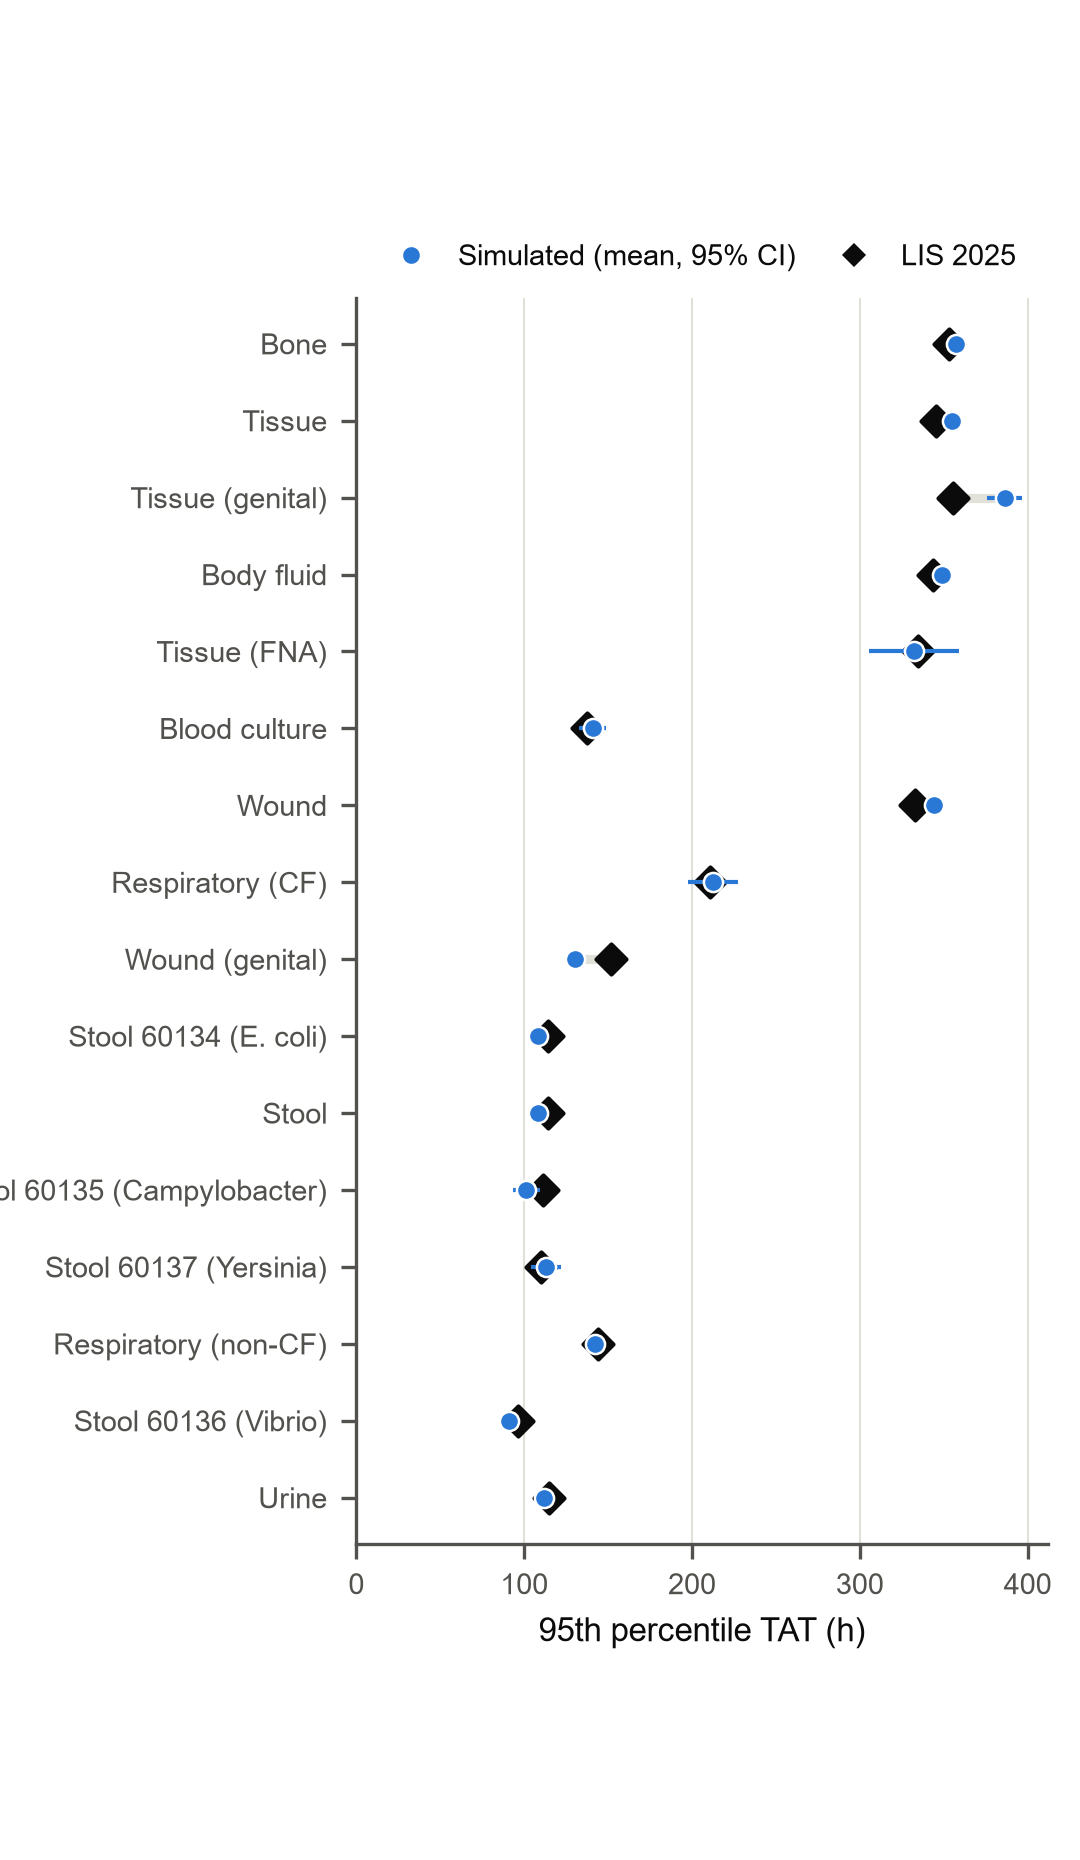 Simulated (mean, 95% CI) LIS 2025
Bone
Tissue
Tissue (genital)
Body fluid
Tissue (FNA)
Blood culture
Wound
Respiratory (CF)
Wound (genital)
Stool 60134 (E. coli)
Stool
ol 60135 (Campylobacter)
Stool 60137 (Yersinia)
Respiratory (non-CF)
Stool 60136 (Vibrio)
Urine
0 100 200 300 400
95th percentile TAT (h)